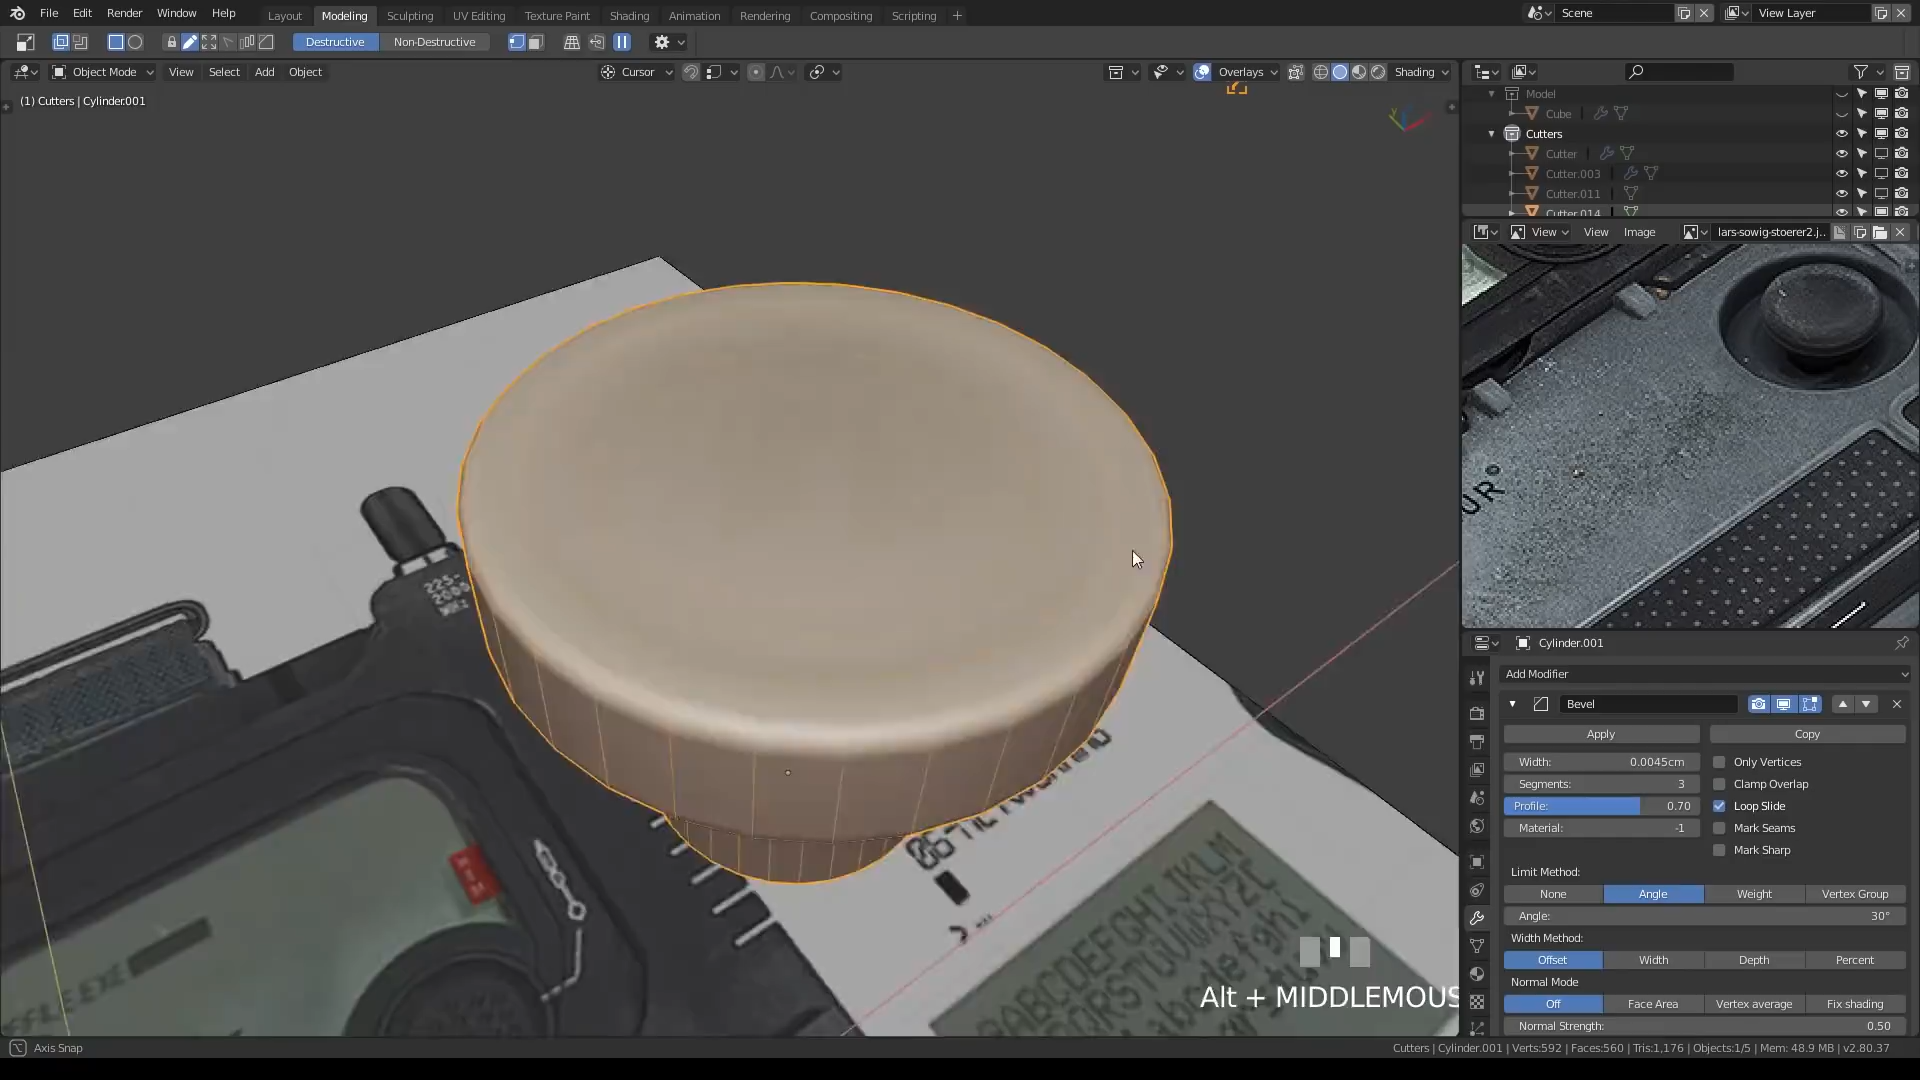 File Edit Render Window Help Layout Modeling Sculpting UV Editing Texture Paint Shading Animation Rendering Compositing Scripting + Scene View Layer
Destructive Non-Destructive
Object Mode View Select Add Object Cursor Overlays Shading
(1) Cutters | Cylinder.001
Model
Cube
Cutters
Cutter
Cutter.003
Cutter.011
Cutter.014
View View Image lars-sowig-stoerer2.j..
UR°
225-
2005
MHz
ABCDEFGHIJKLM
Cylinder.001
Add Modifier
Bevel
Apply Copy
Width: 0.0045cm Only Vertices
Segments: 3 Clamp Overlap
Profile: 0.70 Loop Slide
Material: -1 Mark Seams
Mark Sharp
Limit Method:
None Angle Weight Vertex Group
Angle: 30°
Width Method:
Offset Width Depth Percent
Normal Mode
Off Face Area Vertex average Fix shading
Normal Strength: 0.50
Alt + MIDDLEMOUS
Axis Snap
Cutters | Cylinder.001 | Verts:592 | Faces:560 | Tris:1,176 | Objects:1/5 | Mem: 48.9 MB | v2.80.37